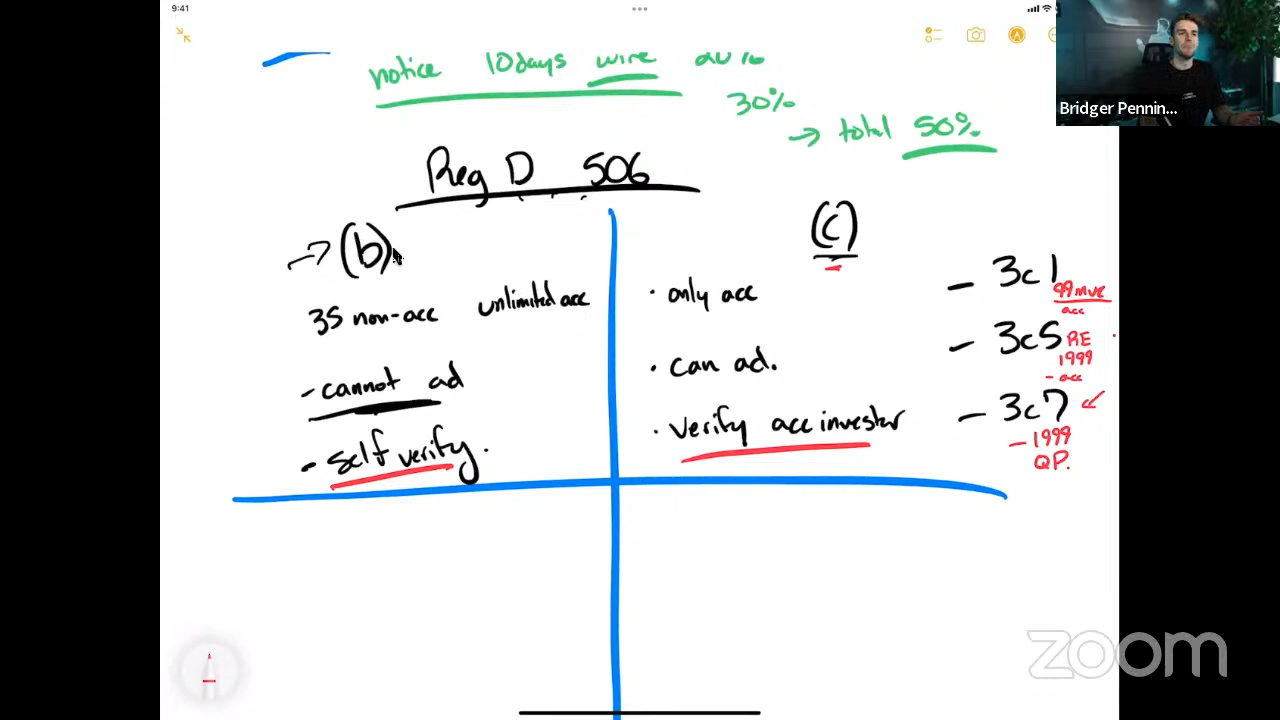 9:41
notice 10days wire
30%
→ total 50%
Bridger Pennin...
Reg D 506
→ (b)
35 non-acc unlimited acc
- cannot ad
- self verify.
(c)
· only acc
· can ad.
· verify acc investor
- 3c1
99 mve
acc
- 3c5 RE
1999
- acc
- 3c7
- 1999
QP.
zoom